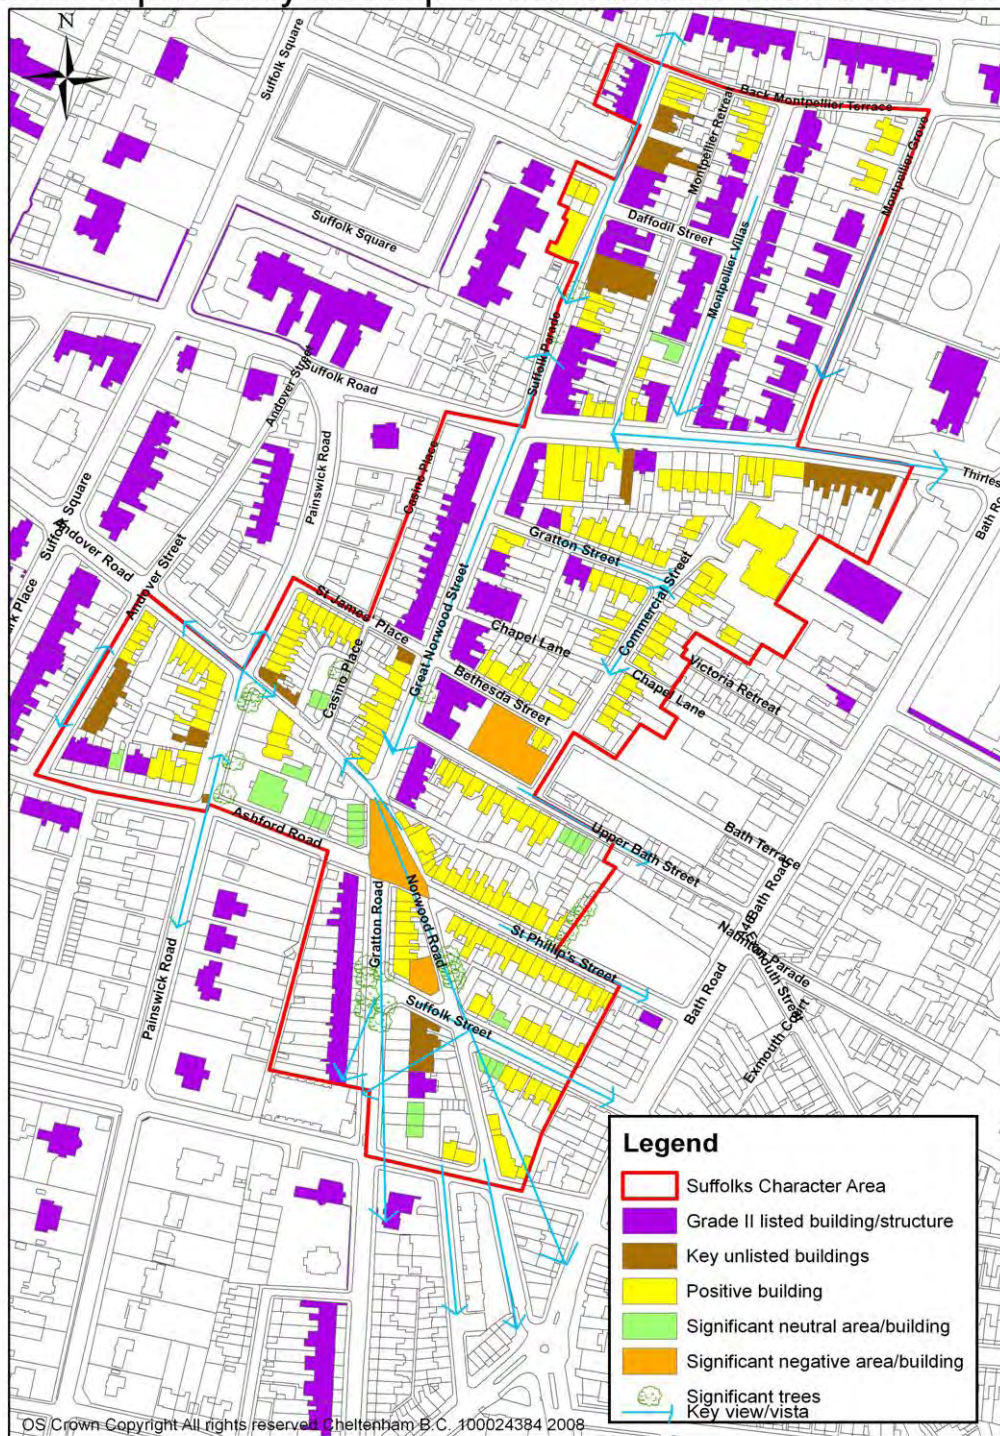 N
Suffolk Square
Back Montpellier Terrace
Montpellier Retreat
Montpellier Grove
Suffolk Square
Daffodil Street
Montpellier Villas
Suffolk Parade
Andover Street
Suffolk Road
Painswick Road
Casino Place
Thirles
Bath Ro
Suffolk Square
Andover Road
Andover Street
ark Place
Gratton Street
Commercial Street
St James' Place
Great Norwood Street
Chapel Lane
Casino Place
Bethesda Street
Chapel Lane
Victoria Retreat
Ashford Road
Upper Bath Street
Bath Terrace
Bath Road
Gratton Road
Norwood Road
St Phillip's Street
A46
Naunton Parade
Exmouth Street
Painswick Road
Bath Road
Suffolk Street
Exmouth Court
Legend
Suffolks Character Area
Grade II listed building/structure
Key unlisted buildings
Positive building
Significant neutral area/building
Significant negative area/building
Significant trees
Key view/vista
OS Crown Copyright All rights reserved Cheltenham B.C. 100024384 2008